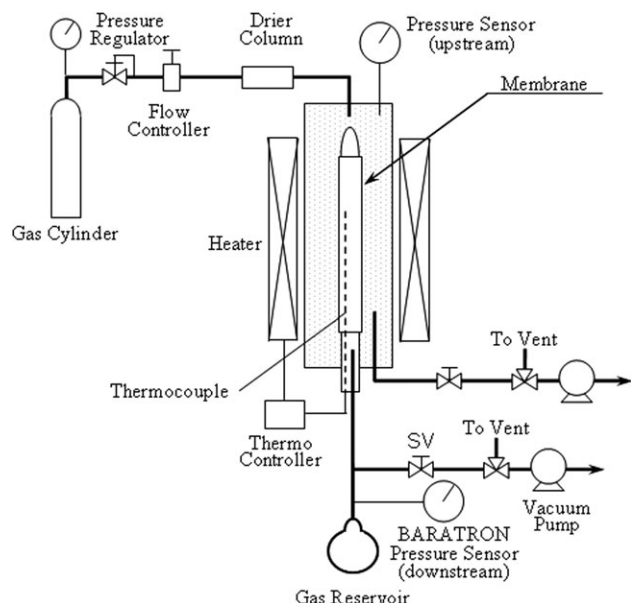 Pressure
Regulator
Drier
Column
Pressure Sensor
(upstream)
Flow
Controller
Membrane
Gas Cylinder
Heater
To Vent
Thermocouple
Thermo
Controller
To Vent
SV
Vacuum
Pump
BARATRON
Pressure Sensor
(downstream)
Gas Reservoir